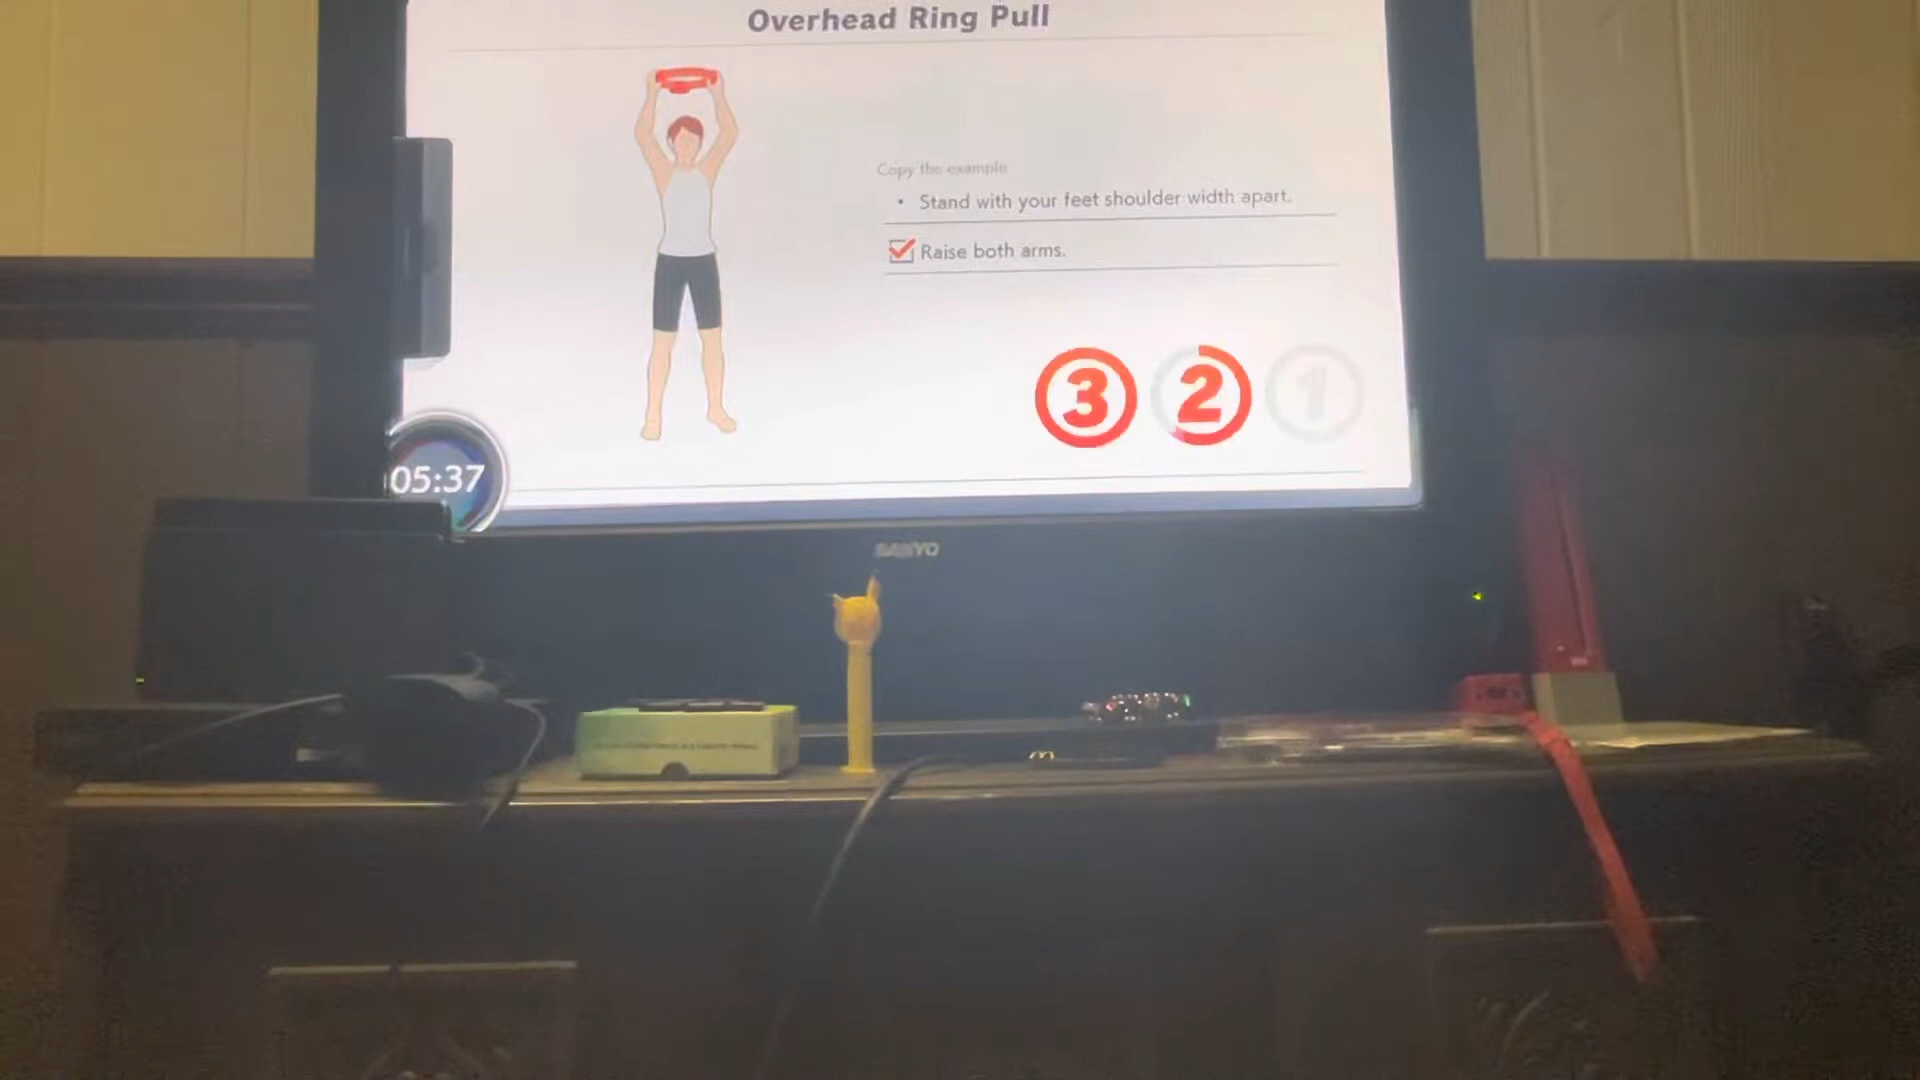 Overhead Ring Pull
Copy the example
• Stand with your feet shoulder width apart.
Raise both arms.
3 2 1
05:37
SANYO